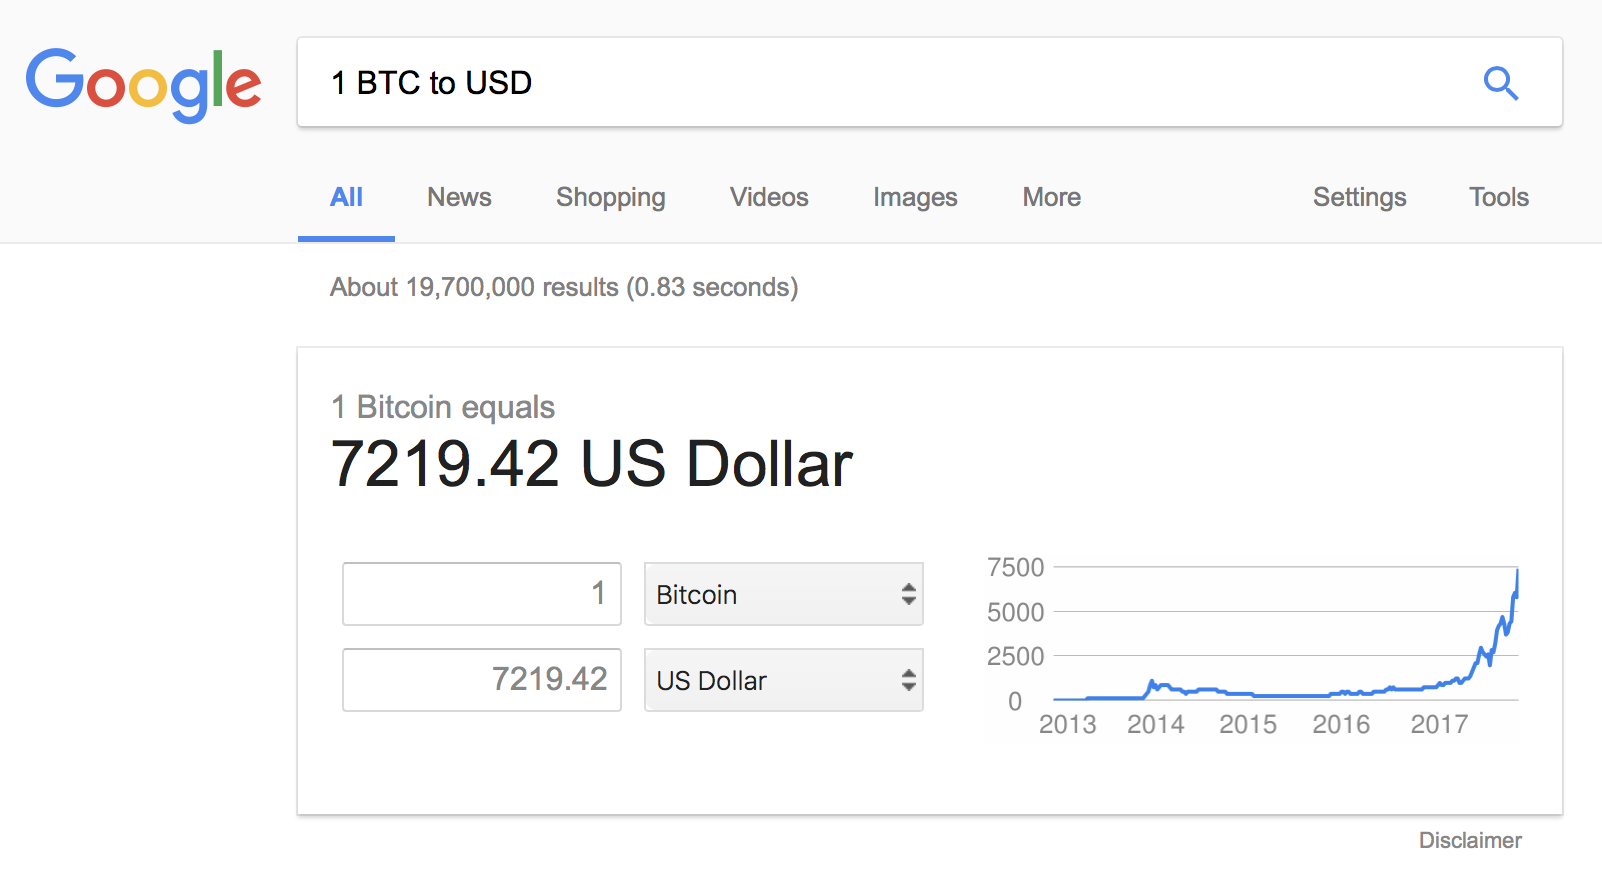 Google
1 BTC to USD
All News Shopping Videos Images More Settings Tools
About 19,700,000 results (0.83 seconds)
1 Bitcoin equals
7219.42 US Dollar
1 Bitcoin
7219.42 US Dollar
7500
5000
2500
0
2013 2014 2015 2016 2017
Disclaimer